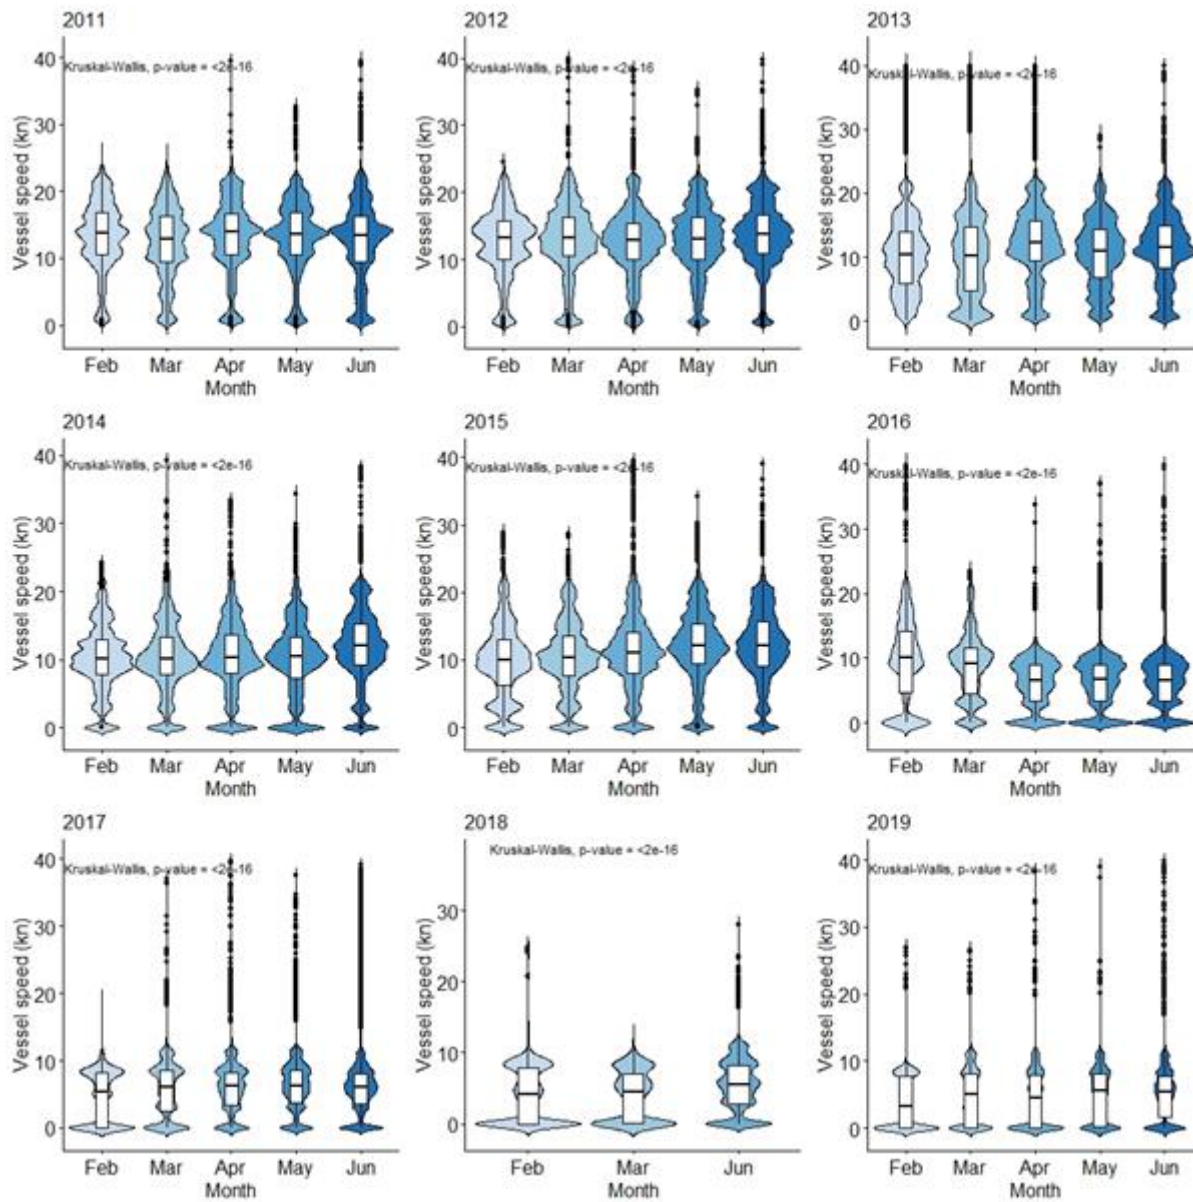 2011
Kruskal-Wallis, p-value = <2e-16
Vessel speed (kn)
40
30
20
10
0
Feb Mar Apr May Jun
Month
2012
Kruskal-Wallis, p-value = <2e-16
Vessel speed (kn)
40
30
20
10
0
Feb Mar Apr May Jun
Month
2013
Kruskal-Wallis, p-value = <2e-16
Vessel speed (kn)
40
30
20
10
0
Feb Mar Apr May Jun
Month
2014
Kruskal-Wallis, p-value = <2e-16
Vessel speed (kn)
40
30
20
10
0
Feb Mar Apr May Jun
Month
2015
Kruskal-Wallis, p-value = <2e-16
Vessel speed (kn)
40
30
20
10
0
Feb Mar Apr May Jun
Month
2016
Kruskal-Wallis, p-value = <2e-16
Vessel speed (kn)
40
30
20
10
0
Feb Mar Apr May Jun
Month
2017
Kruskal-Wallis, p-value = <2e-16
Vessel speed (kn)
40
30
20
10
0
Feb Mar Apr May Jun
Month
2018
Kruskal-Wallis, p-value = <2e-16
Vessel speed (kn)
30
20
10
0
Feb Mar Jun
Month
2019
Kruskal-Wallis, p-value = <2e-16
Vessel speed (kn)
40
30
20
10
0
Feb Mar Apr May Jun
Month